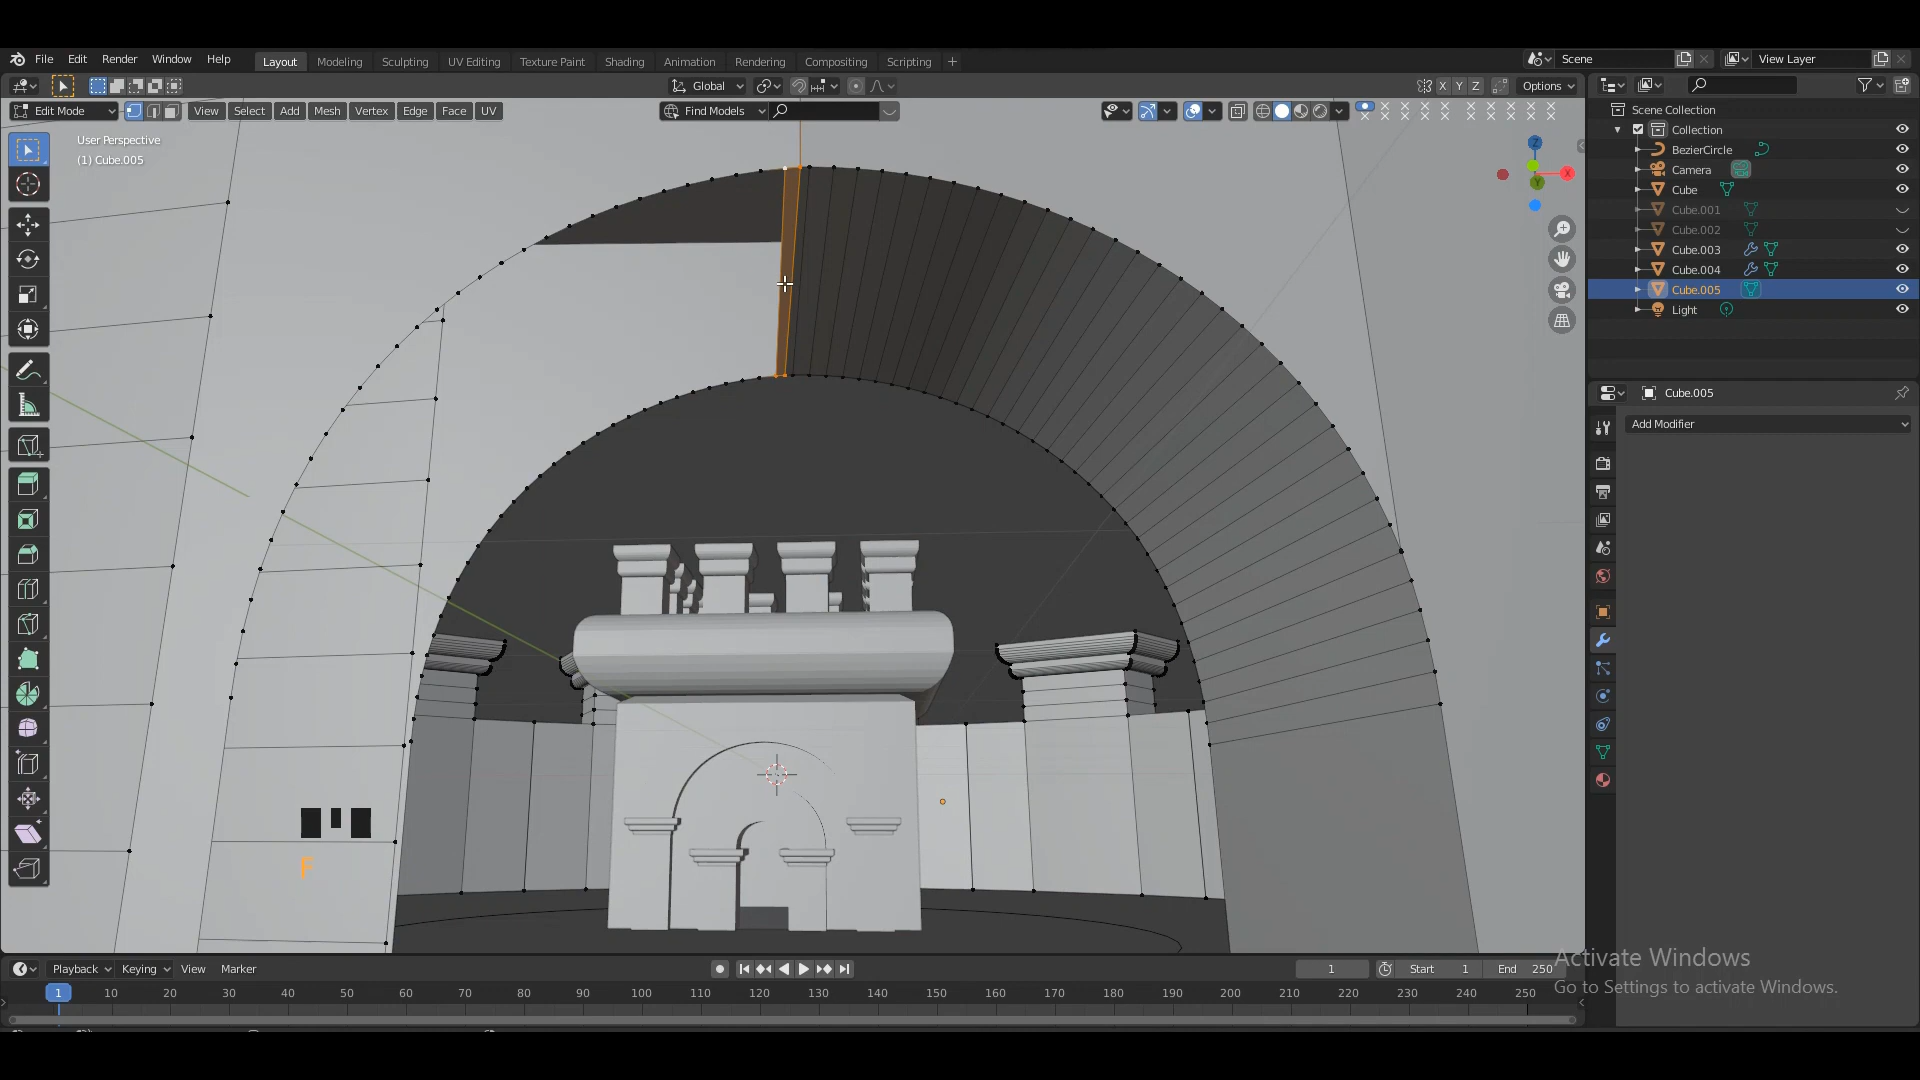 File Edit Render Window Help Layout Modeling Sculpting UV Editing Texture Paint Shading Animation Rendering Compositing Scripting + Scene View Layer
Global X Y Z Options
Edit Mode View Select Add Mesh Vertex Edge Face UV Find Models
User Perspective
(1) Cube.005
Z
X
Y
F
Scene Collection
Collection
BezierCircle
Camera
Cube
Cube.001
Cube.002
Cube.003
Cube.004
Cube.005
Light
Cube.005
Add Modifier
Activate Windows
Go to Settings to activate Windows.
Playback Keying View Marker 1 Start 1 End 250
1 10 20 30 40 50 60 70 80 90 100 110 120 130 140 150 160 170 180 190 200 210 220 230 240 250